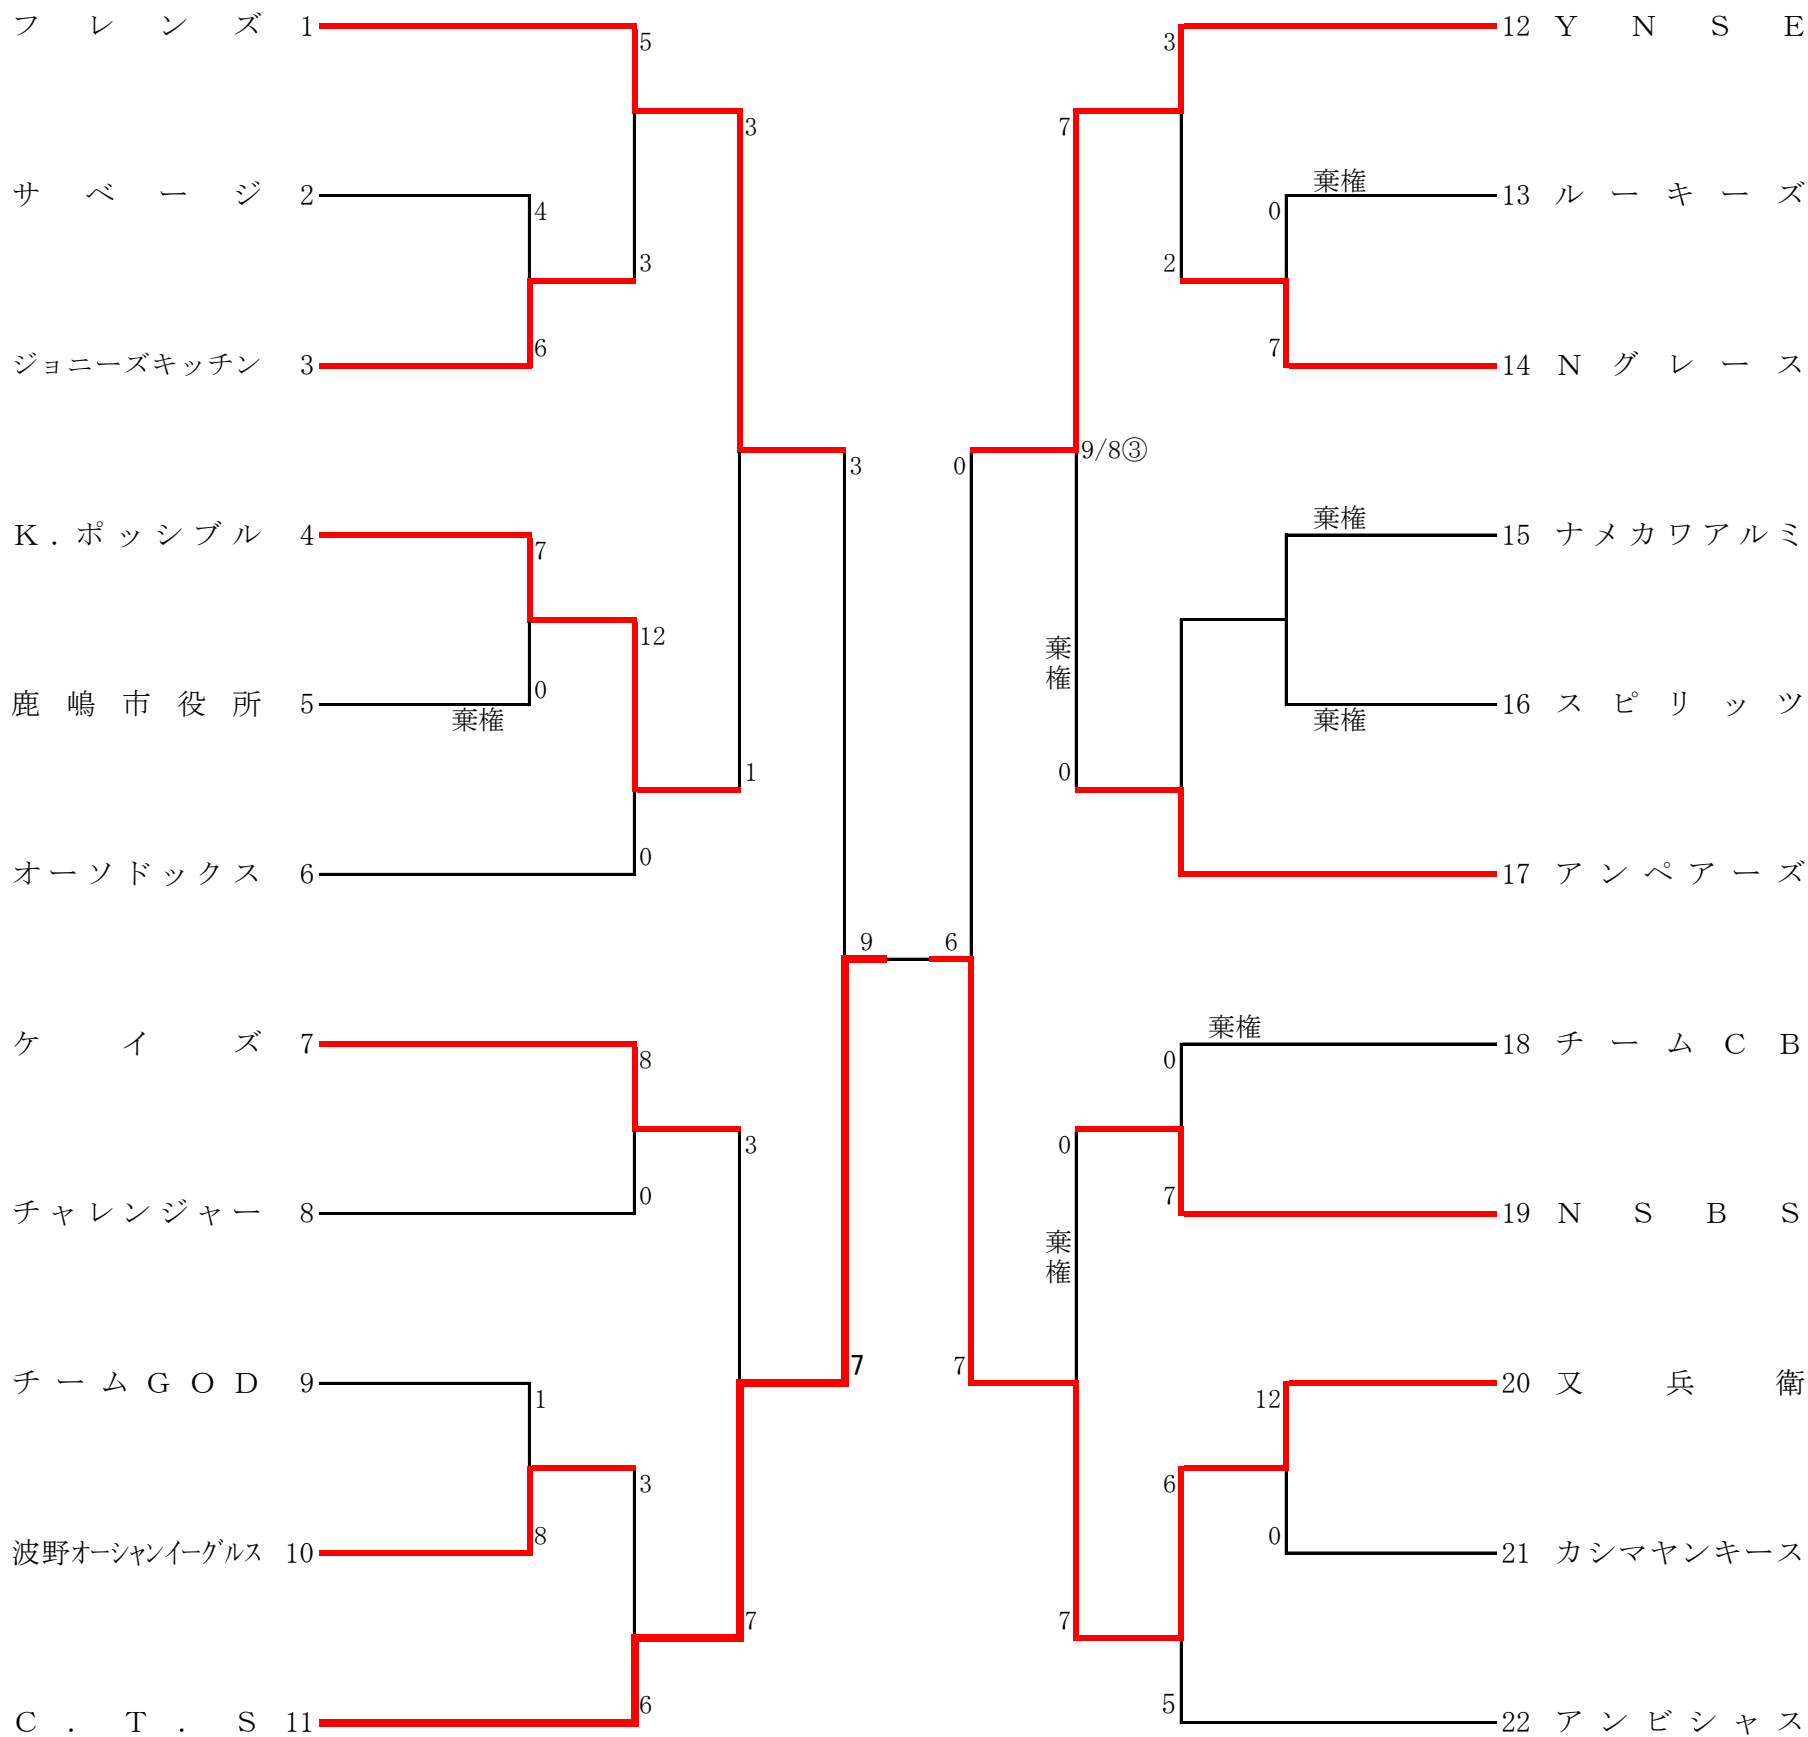 フレンズ 1 5 3 12 YNSE
3 7
サベージ 2 4 0 棄権 13 ルーキーズ
3 2
ジョニーズキッチン 3 6 7 14 Nグレース
3 0 9/8③
K.ポッシブル 4 7 棄権 15 ナメカワアルミ
12 棄権
鹿嶋市役所 5 棄権 0 棄権 16 スピリッツ
1 0
オーソドックス 6 0 17 アンペアーズ
9 6
ケイズ 7 8 0 棄権 18 チームCB
3 0
チャレンジャー 8 0 7 19 NSBS
棄権
チームGOD 9 1 7 7 12 20 又兵衛
3 6
波野オーシャンイーグルス 10 8 0 21 カシマヤンキース
7 7
C.T.S 11 6 5 22 アンビシャス